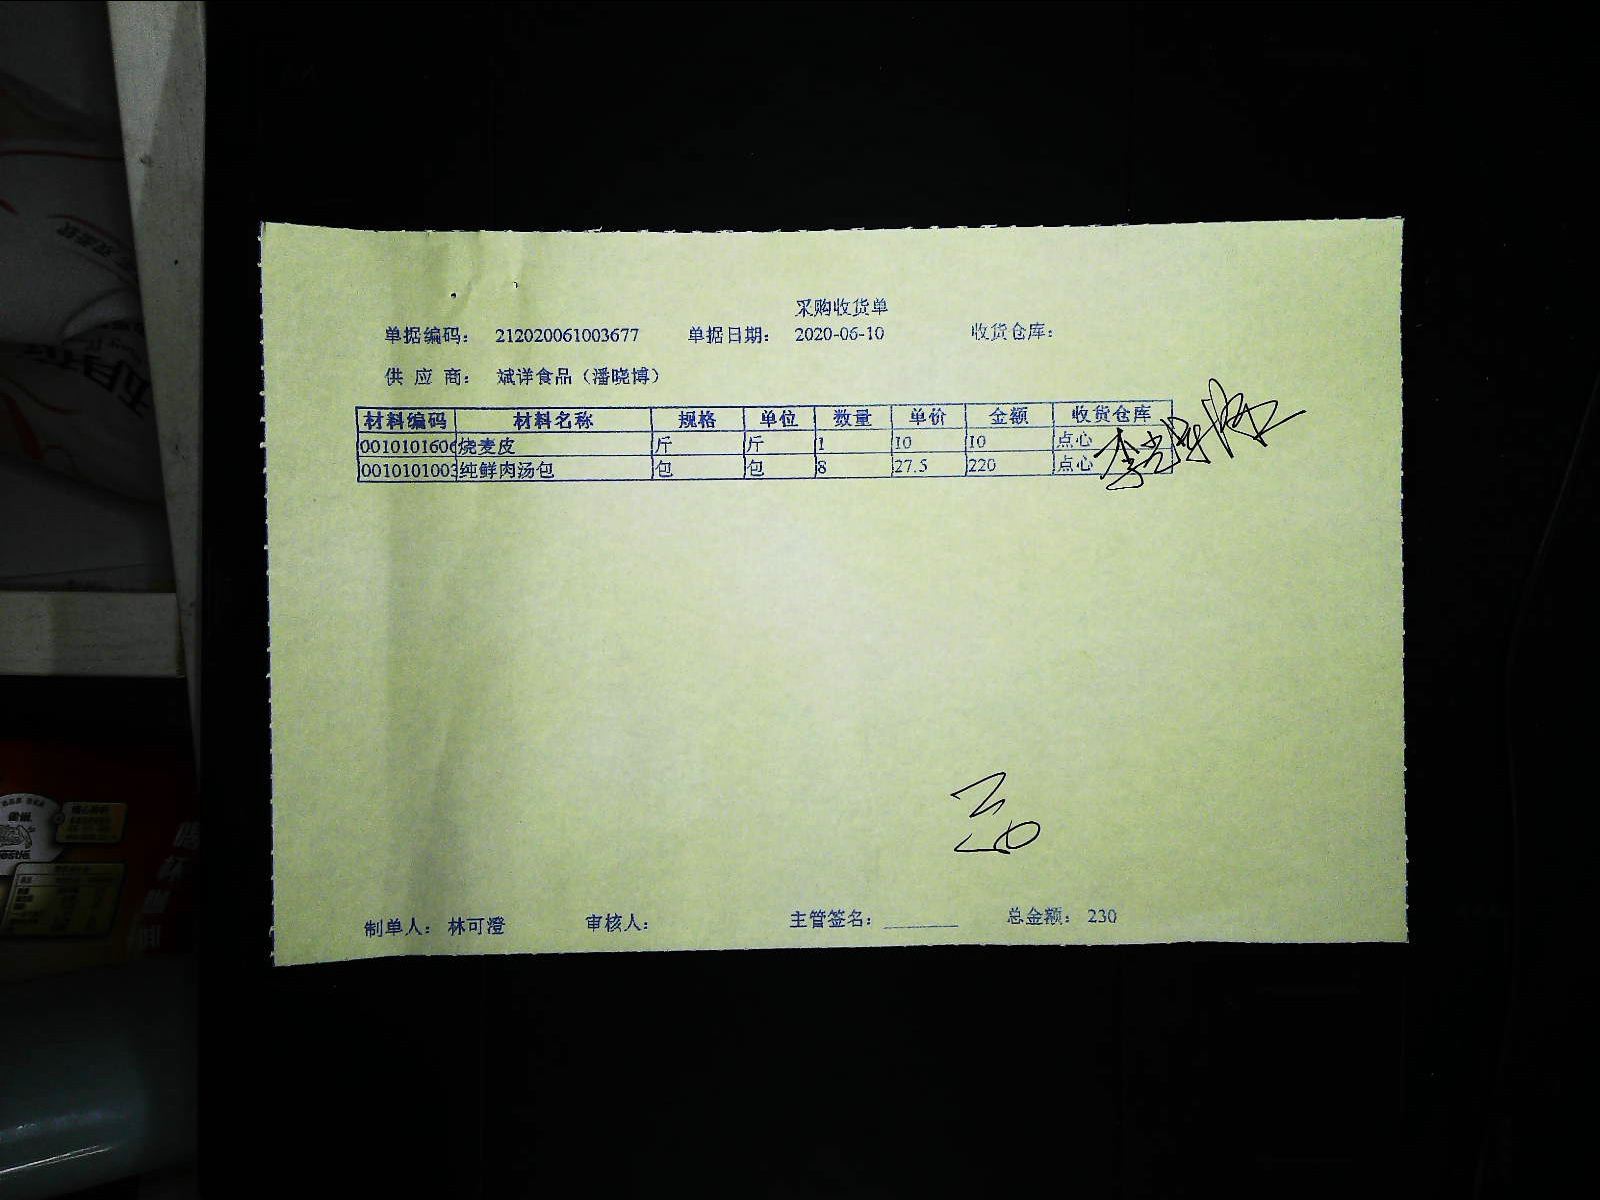 采购收货单
单据编码： 212020061003677 单据日期： 2020-06-10 收货仓库：
供 应 商： 斌详食品（潘晓博）
材料编码 材料名称 规格 单位 数量 单价 金额 收货仓库
001010160 烧麦皮 斤 斤 1 10 10 点心
001010100 纯鲜肉汤包 包 包 8 27.5 220 点心
制单人： 林可澄 审核人： 主管签名： 总金额： 230